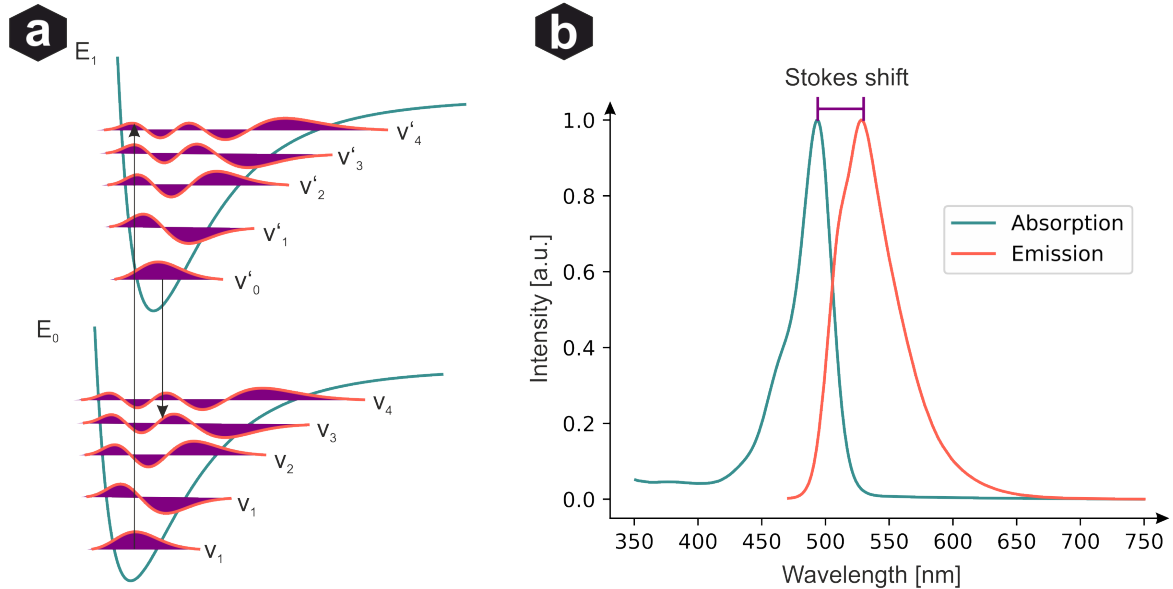 a
E₁
v‘₄
v‘₃
v‘₂
v‘₁
v‘₀
E₀
v₄
v₃
v₂
v₁
v₁
b
Stokes shift
1.0
0.8
0.6
0.4
0.2
0.0
Intensity [a.u.]
Absorption
Emission
350 400 450 500 550 600 650 700 750
Wavelength [nm]